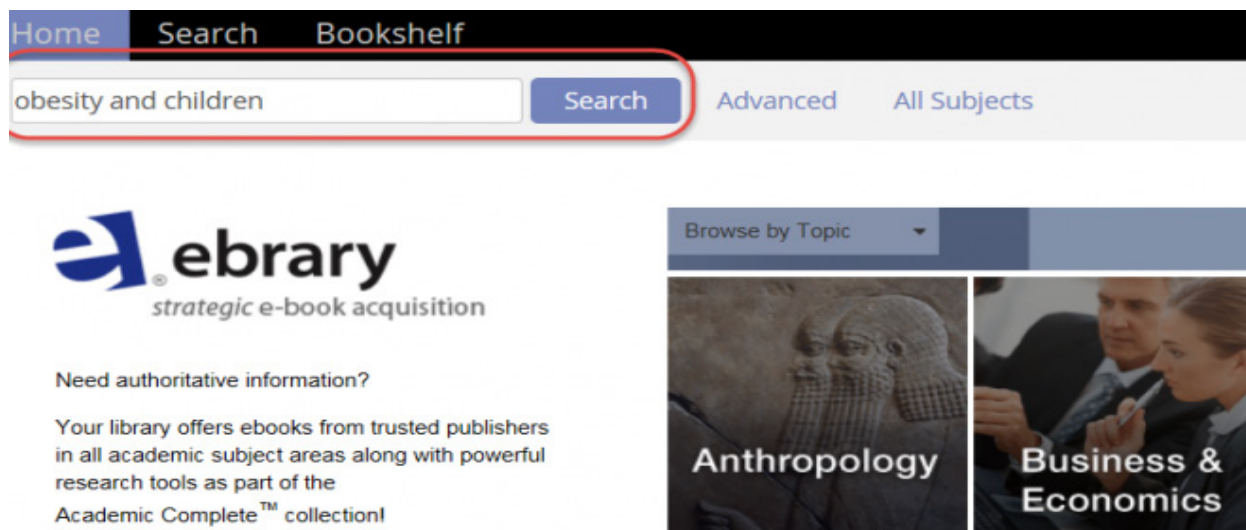 Home Search Bookshelf
obesity and children Search Advanced All Subjects
ebrary®
strategic e-book acquisition
Need authoritative information?
Your library offers ebooks from trusted publishers
in all academic subject areas along with powerful
research tools as part of the
Academic Complete™ collection!
Browse by Topic
Anthropology
Business &
Economics